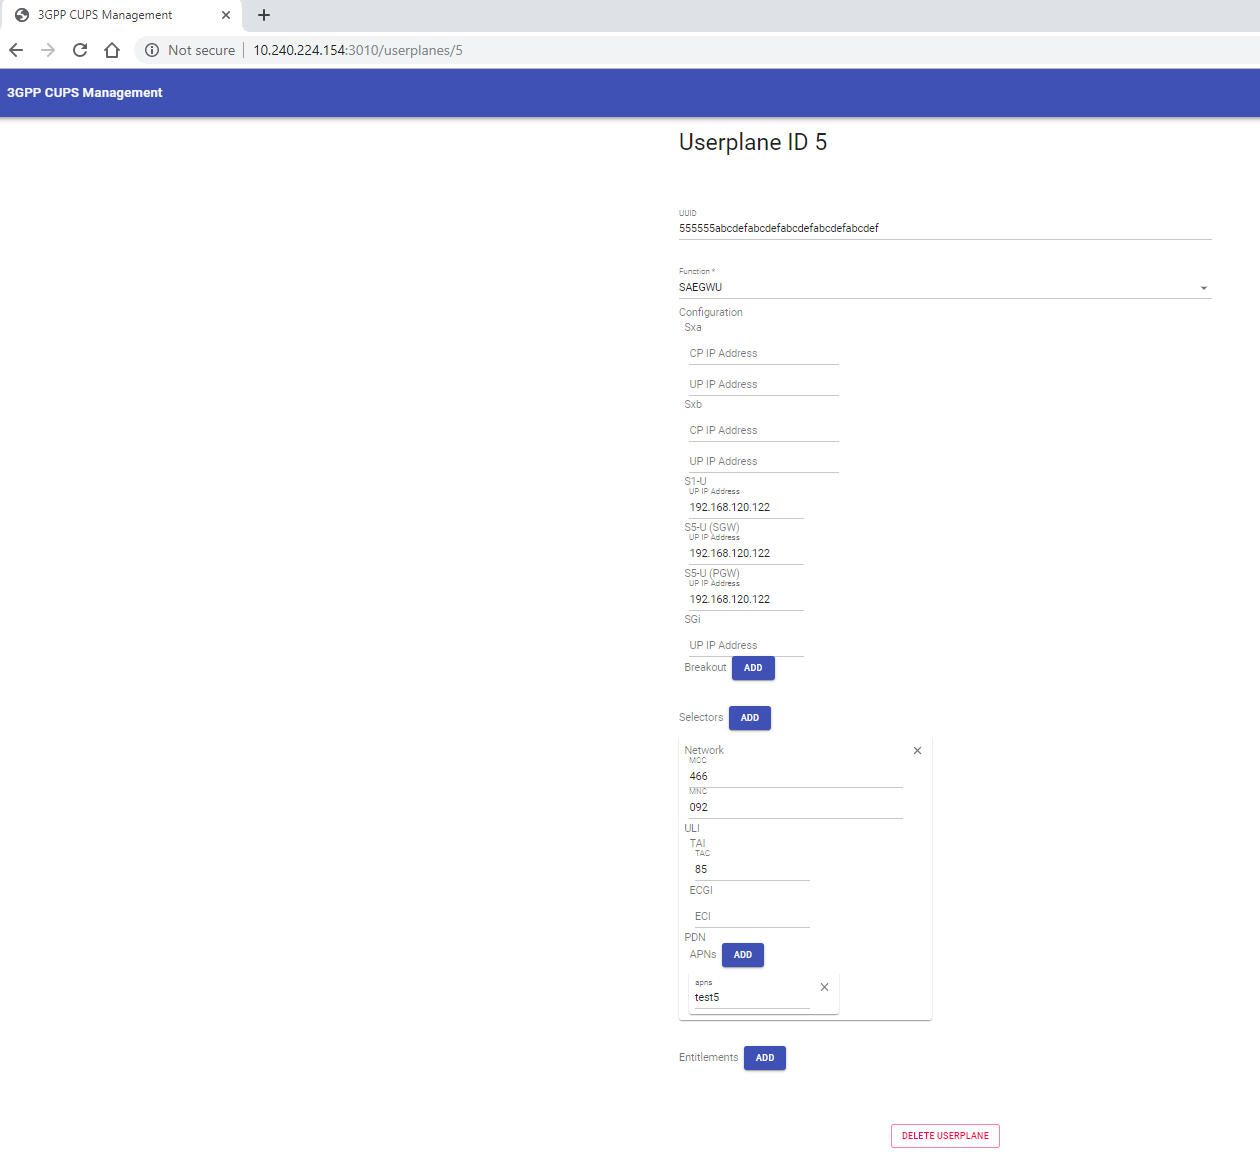 3GPP CUPS Management
Not secure | 10.240.224.154:3010/userplanes/5
3GPP CUPS Management
Userplane ID 5
UUID
555555abcdefabcdefabcdefabcdefabcdef
Function *
SAEGWU
Configuration
Sxa
CP IP Address
UP IP Address
Sxb
CP IP Address
UP IP Address
S1-U
UP IP Address
192.168.120.122
S5-U (SGW)
UP IP Address
192.168.120.122
S5-U (PGW)
UP IP Address
192.168.120.122
SGi
UP IP Address
Breakout ADD
Selectors ADD
Network
MCC
466
MNC
092
ULI
TAI
TAC
85
ECGI
ECI
PDN
APNs ADD
apns
test5
Entitlements ADD
DELETE USERPLANE